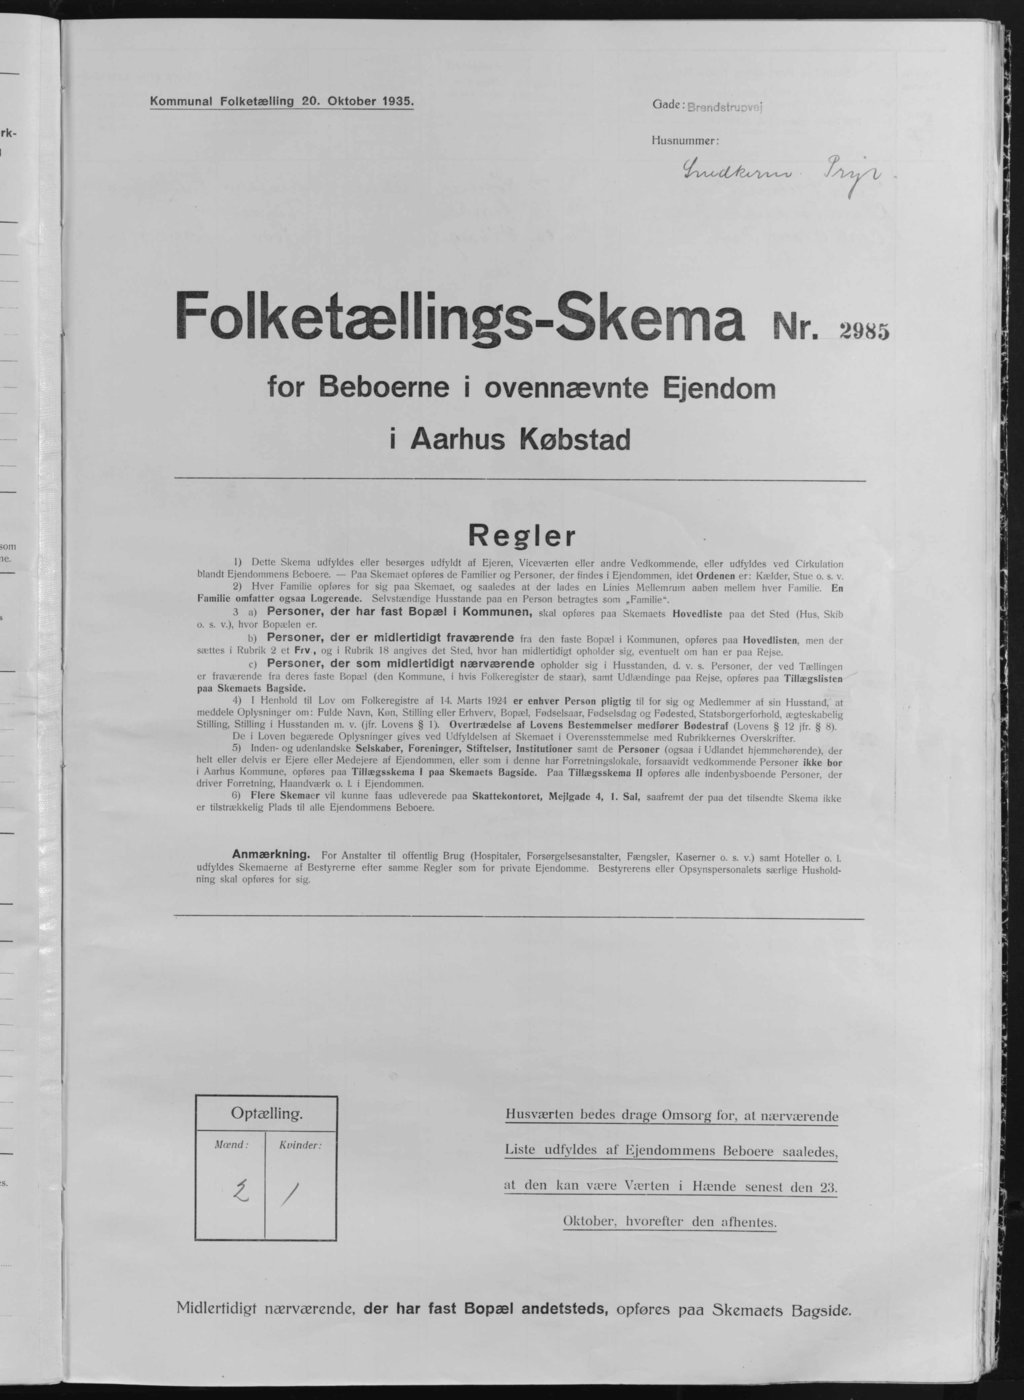 Kommunal Folketælling 20. Oktober 1935.
Gade: Brendstrupvej
Husnummer:
Folketællings-Skema Nr. 2985
for Beboerne i ovennævnte Ejendom
i Aarhus Købstad
Regler
1) Dette Skema udfyldes eller besørges udfyldt af Ejeren, Viceværten eller andre Vedkommende, eller udfyldes ved Cirkulation
blandt Ejendommens Beboere. — Paa Skemaet opføres de Familier og Personer, der findes i Ejendommen, idet Ordenen er: Kælder, Stue o. s. v.
2) Hver Familie opføres for sig paa Skemaet, og saaledes at der lades en Linies Mellemrum aaben mellem hver Familie. En
Familie omfatter ogsaa Logerende. Selvstændige Husstande paa en Person betragtes som „Familie“.
3 a) Personer, der har fast Bopæl i Kommunen, skal opføres paa Skemaets Hovedliste paa det Sted (Hus, Skib
o. s. v.), hvor Bopælen er.
b) Personer, der er midlertidigt fraværende fra den faste Bopæl i Kommunen, opføres paa Hovedlisten, men der
sættes i Rubrik 2 et Frv., og i Rubrik 18 angives det Sted, hvor han midlertidigt opholder sig, eventuelt om han er paa Rejse.
c) Personer, der som midlertidigt nærværende opholder sig i Husstanden, d. v. s. Personer, der ved Tællingen
er fraværende fra deres faste Bopæl (den Kommune, i hvis Folkeregister de staar), samt Udlændinge paa Rejse, opføres paa Tillægslisten
paa Skemaets Bagside.
4) I Henhold til Lov om Folkeregistre af 14. Marts 1924 er enhver Person pligtig til for sig og Medlemmer af sin Husstand, at
meddele Oplysninger om: Fulde Navn, Køn, Stilling eller Erhverv, Bopæl, Fødselsaar, Fødselsdag og Fødested, Statsborgerforhold, ægteskabelig
Stilling, Stilling i Husstanden m. v. (jfr. Lovens § 1). Overtrædelse af Lovens Bestemmelser medfører Bødestraf (Lovens § 12 jfr. § 8).
De i Loven begærede Oplysninger gives ved Udfyldelsen af Skemaet i Overensstemmelse med Rubrikkernes Overskrifter.
5) Inden- og udenlandske Selskaber, Foreninger, Stiftelser, Institutioner samt de Personer (ogsaa i Udlandet hjemmehørende), der
helt eller delvis er Ejere eller Medejere af Ejendommen, eller som i denne har Forretningslokale, forsaavidt vedkommende Personer ikke bor
i Aarhus Kommune, opføres paa Tillægsskema I paa Skemaets Bagside. Paa Tillægsskema II opføres alle indenbysboende Personer, der
driver Forretning, Haandværk o. l. i Ejendommen.
6) Flere Skemaer vil kunne faas udleverede paa Skattekontoret, Mejlgade 4, 1. Sal, saafremt der paa det tilsendte Skema ikke
er tilstrækkelig Plads til alle Ejendommens Beboere.
Anmærkning. For Anstalter til offentlig Brug (Hospitaler, Forsørgelsesanstalter, Fængsler, Kaserner o. s. v.) samt Hoteller o. l.
udfyldes Skemaerne af Bestyrerne efter samme Regler som for private Ejendomme. Bestyrerens eller Opsynspersonalets særlige Hushold-
ning skal opføres for sig.
Optælling.
Mænd: Kvinder:
2 1
Husværten bedes drage Omsorg for, at nærværende
Liste udfyldes af Ejendommens Beboere saaledes,
at den kan være Værten i Hænde senest den 23.
Oktober, hvorefter den afhentes.
Midlertidigt nærværende, der har fast Bopæl andetsteds, opføres paa Skemaets Bagside.